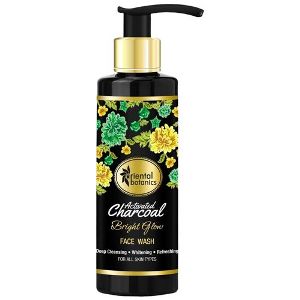 Oriental
botanics
Activated
Charcoal
Bright Glow
FACE WASH
Deep Cleansing • Whitening • Refreshing
FOR ALL SKIN TYPES